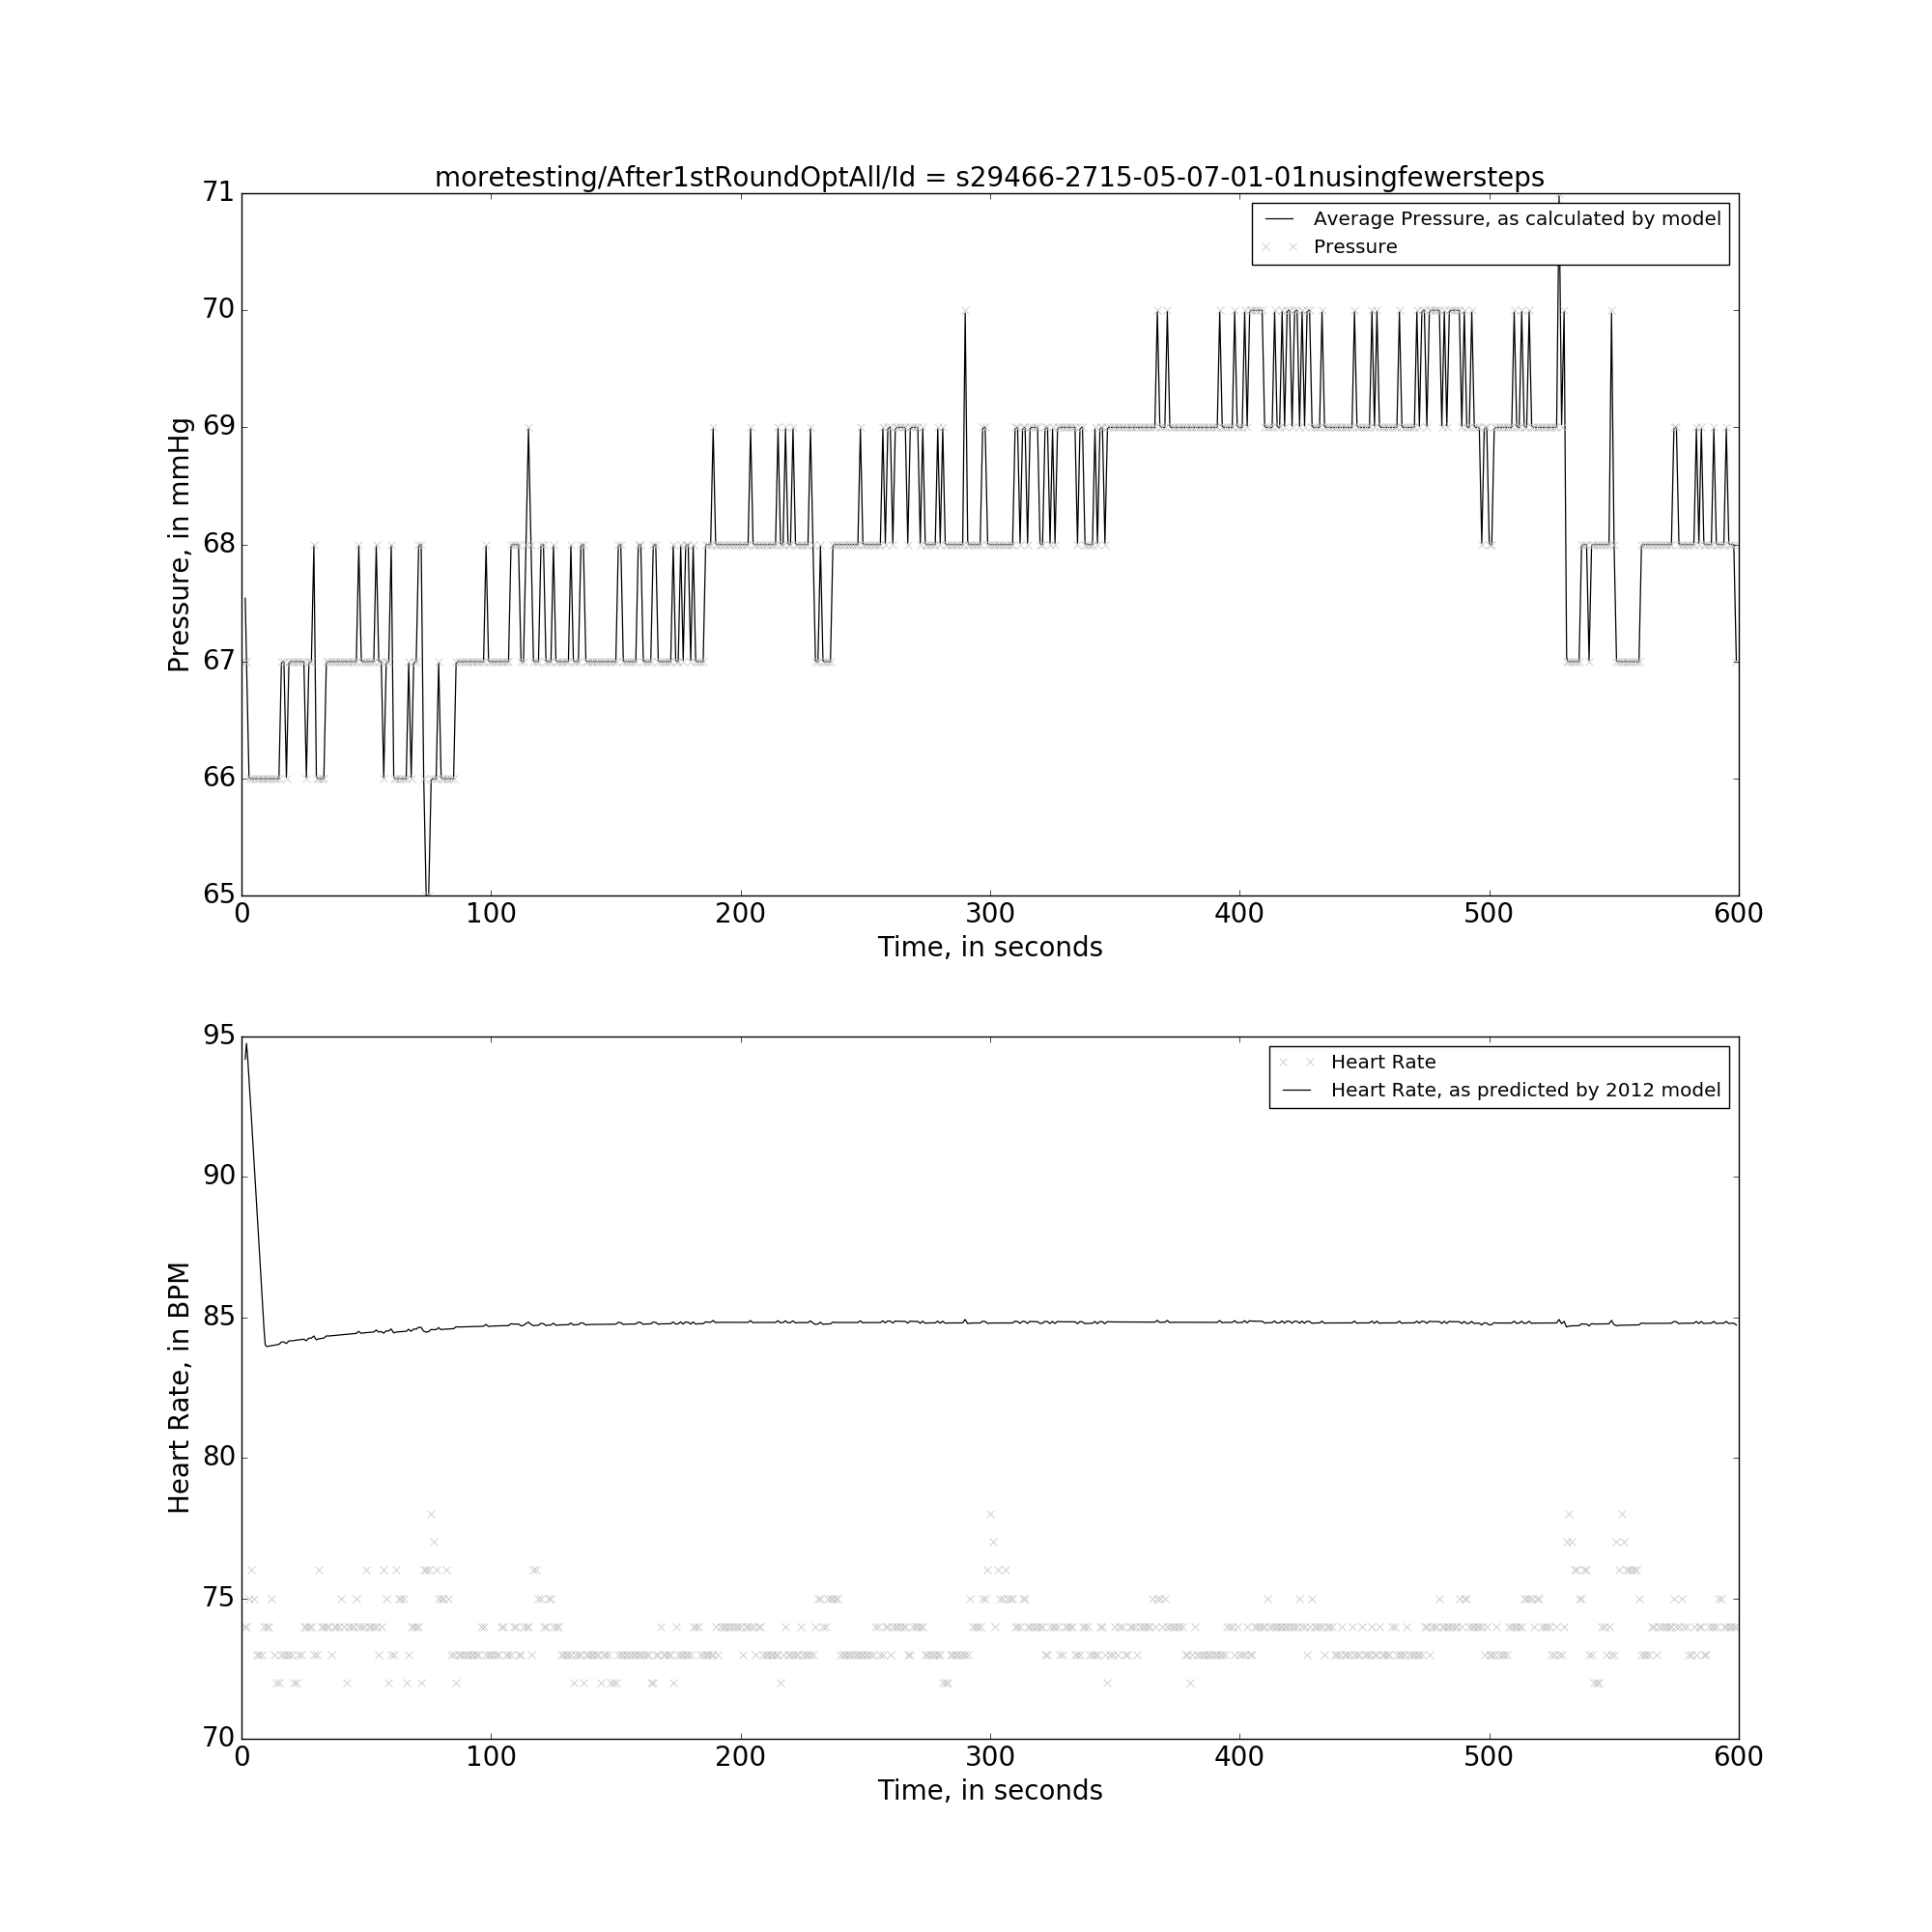 moretesting/After1stRoundOptAll/Id = s29466-2715-05-07-01-01nusingfewersteps
71
70
69
68
67
66
65
Pressure, in mmHg
Average Pressure, as calculated by model
Pressure
0 100 200 300 400 500 600
Time, in seconds
95
90
85
80
75
70
Heart Rate, in BPM
Heart Rate
Heart Rate, as predicted by 2012 model
0 100 200 300 400 500 600
Time, in seconds